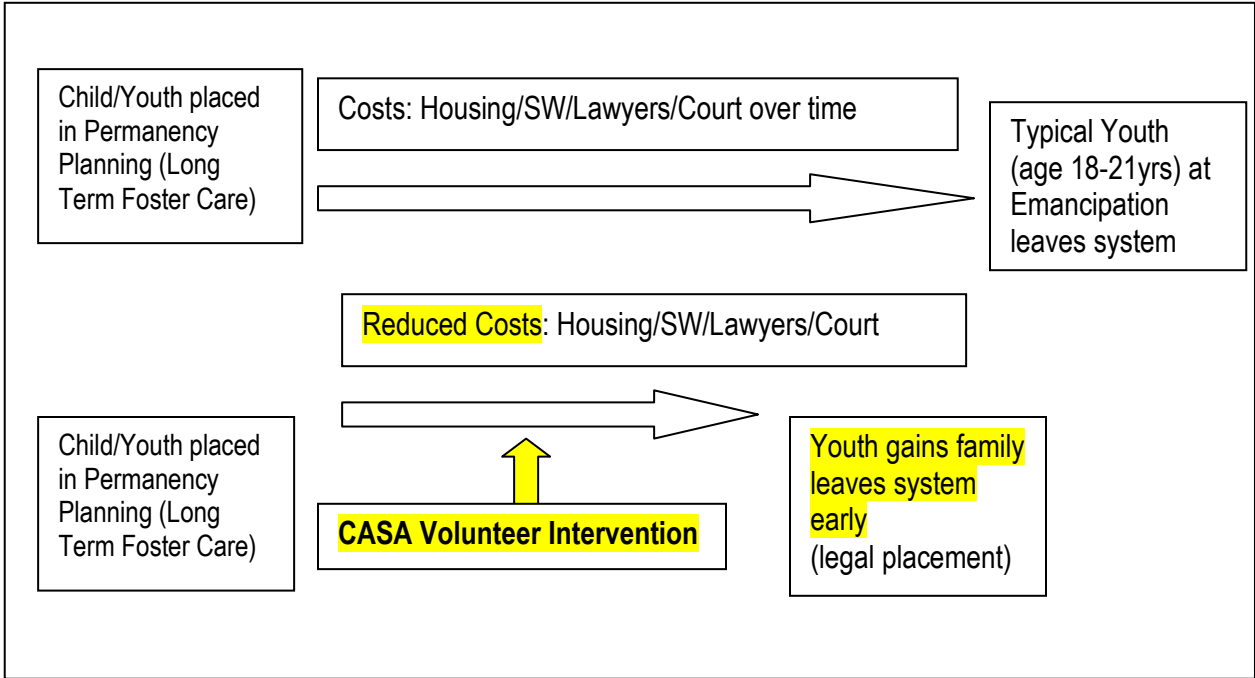 Child/Youth placed
in Permanency
Planning (Long
Term Foster Care)
Costs: Housing/SW/Lawyers/Court over time
Typical Youth
(age 18-21yrs) at
Emancipation
leaves system
Reduced Costs: Housing/SW/Lawyers/Court
Child/Youth placed
in Permanency
Planning (Long
Term Foster Care)
CASA Volunteer Intervention
Youth gains family
leaves system
early
(legal placement)